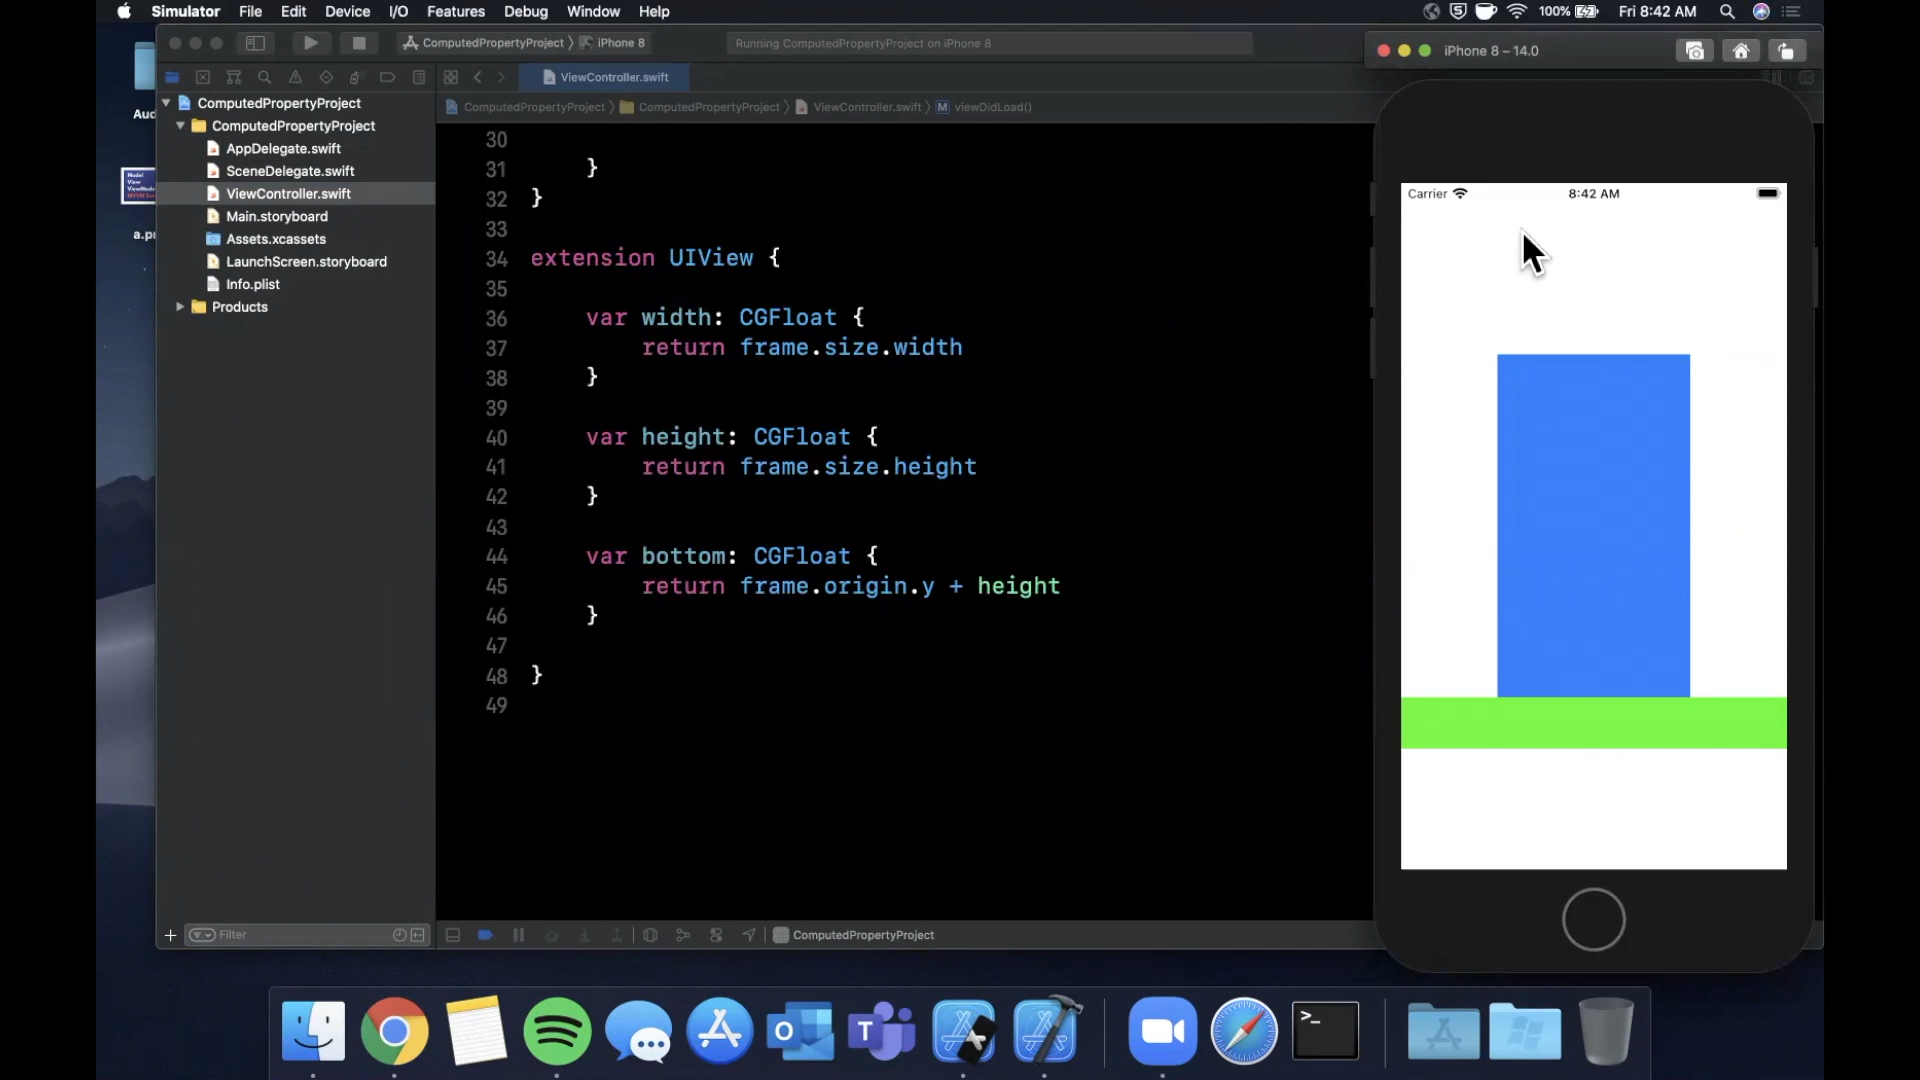 Simulator File Edit Device I/O Features Debug Window Help 100% Fri 8:42 AM
ComputedPropertyProject iPhone 8 Running ComputedPropertyProject on iPhone 8
iPhone 8 – 14.0
ViewController.swift
ComputedPropertyProject ComputedPropertyProject ViewController.swift M viewDidLoad()
Aud
a.pr
ComputedPropertyProject
ComputedPropertyProject
AppDelegate.swift
SceneDelegate.swift
ViewController.swift
Main.storyboard
Assets.xcassets
LaunchScreen.storyboard
Info.plist
Products
Filter
30
31 }
32 }
33
34 extension UIView {
35
36 var width: CGFloat {
37 return frame.size.width
38 }
39
40 var height: CGFloat {
41 return frame.size.height
42 }
43
44 var bottom: CGFloat {
45 return frame.origin.y + height
46 }
47
48 }
49
ComputedPropertyProject
Carrier 8:42 AM